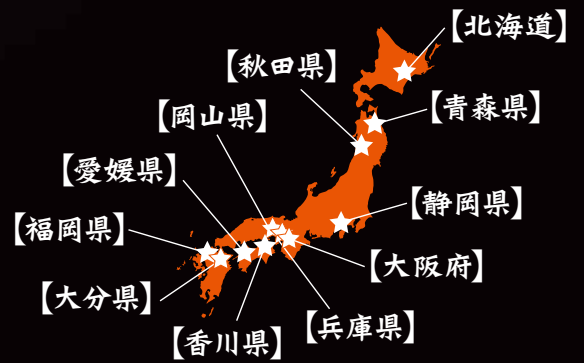 【北海道】
【秋田県】
【青森県】
【岡山県】
【愛媛県】
【静岡県】
【福岡県】
【大阪府】
【大分県】
【兵庫県】
【香川県】